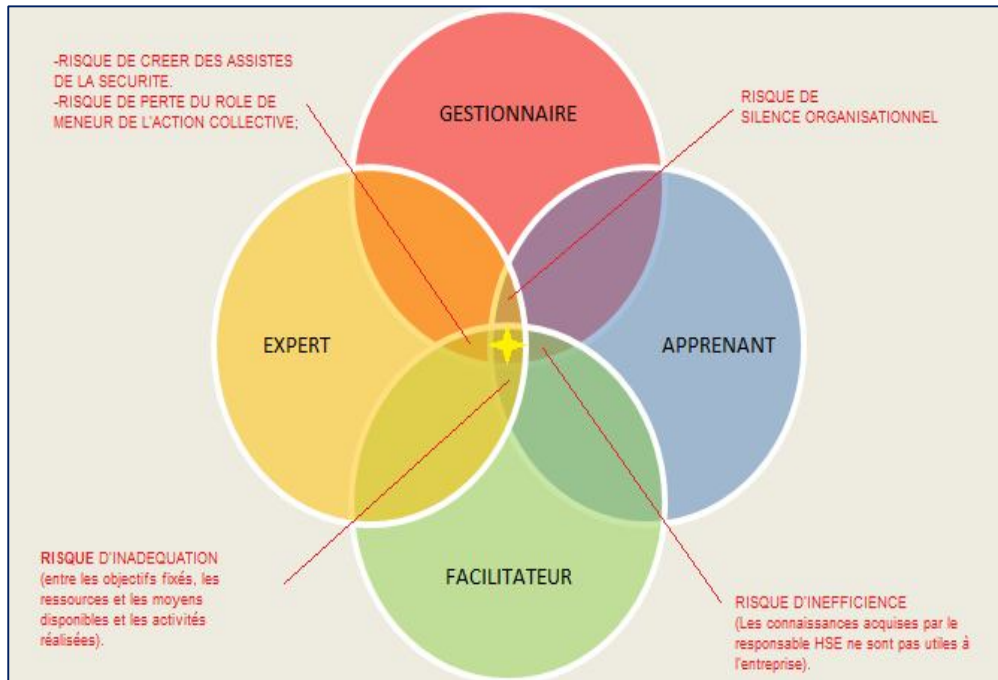 -RISQUE DE CREER DES ASSISTES
DE LA SECURITE.
-RISQUE DE PERTE DU ROLE DE
MENEUR DE L'ACTION COLLECTIVE;
GESTIONNAIRE
RISQUE DE
SILENCE ORGANISATIONNEL
EXPERT
APPRENANT
FACILITATEUR
RISQUE D'INADEQUATION
(entre les objectifs fixés, les
ressources et les moyens
disponibles et les activités
réalisées).
RISQUE D'INEFFICIENCE
(Les connaissances acquises par le
responsable HSE ne sont pas utiles à
l'entreprise).